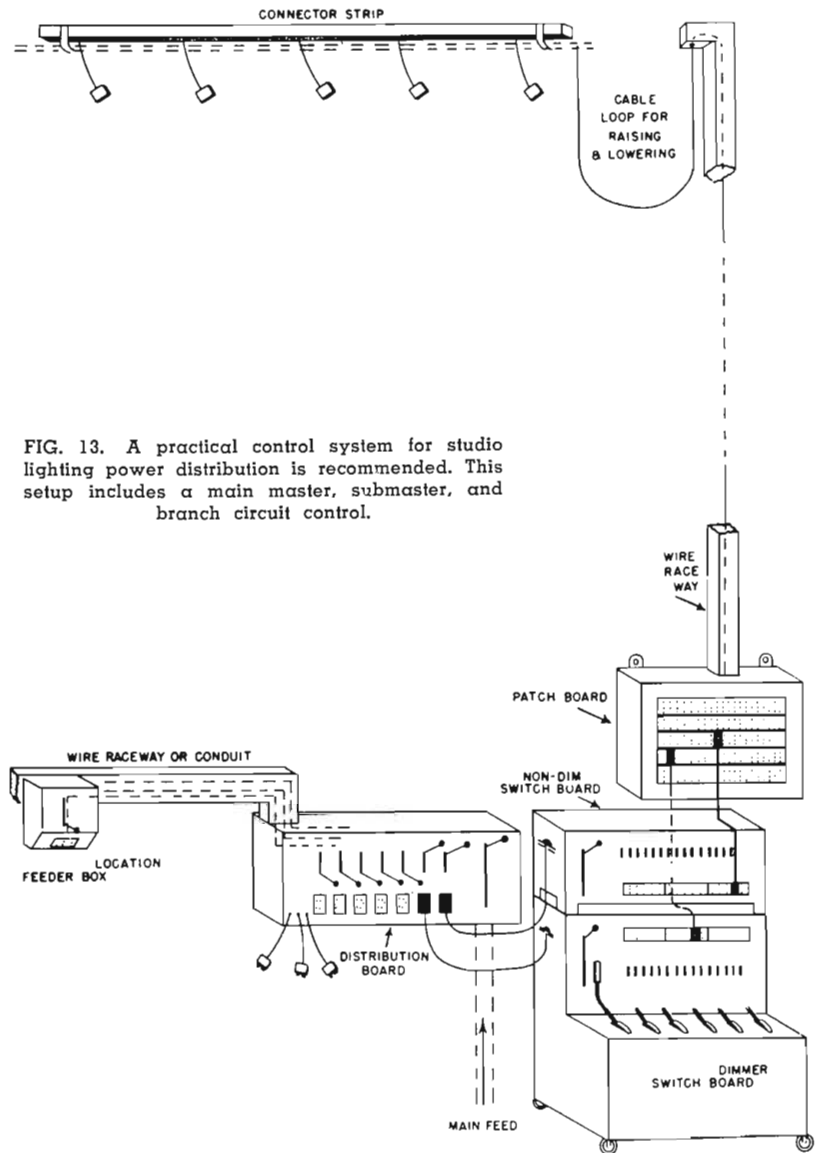 CONNECTOR STRIP
CABLE
LOOP FOR
RAISING
& LOWERING
FIG. 13. A practical control system for studio
lighting power distribution is recommended. This
setup includes a main master, submaster, and
branch circuit control.
WIRE
RACE
WAY
PATCH BOARD
NON-DIM
SWITCH BOARD
WIRE RACEWAY OR CONDUIT
LOCATION
FEEDER BOX
DISTRIBUTION
BOARD
MAIN FEED
DIMMER
SWITCH BOARD